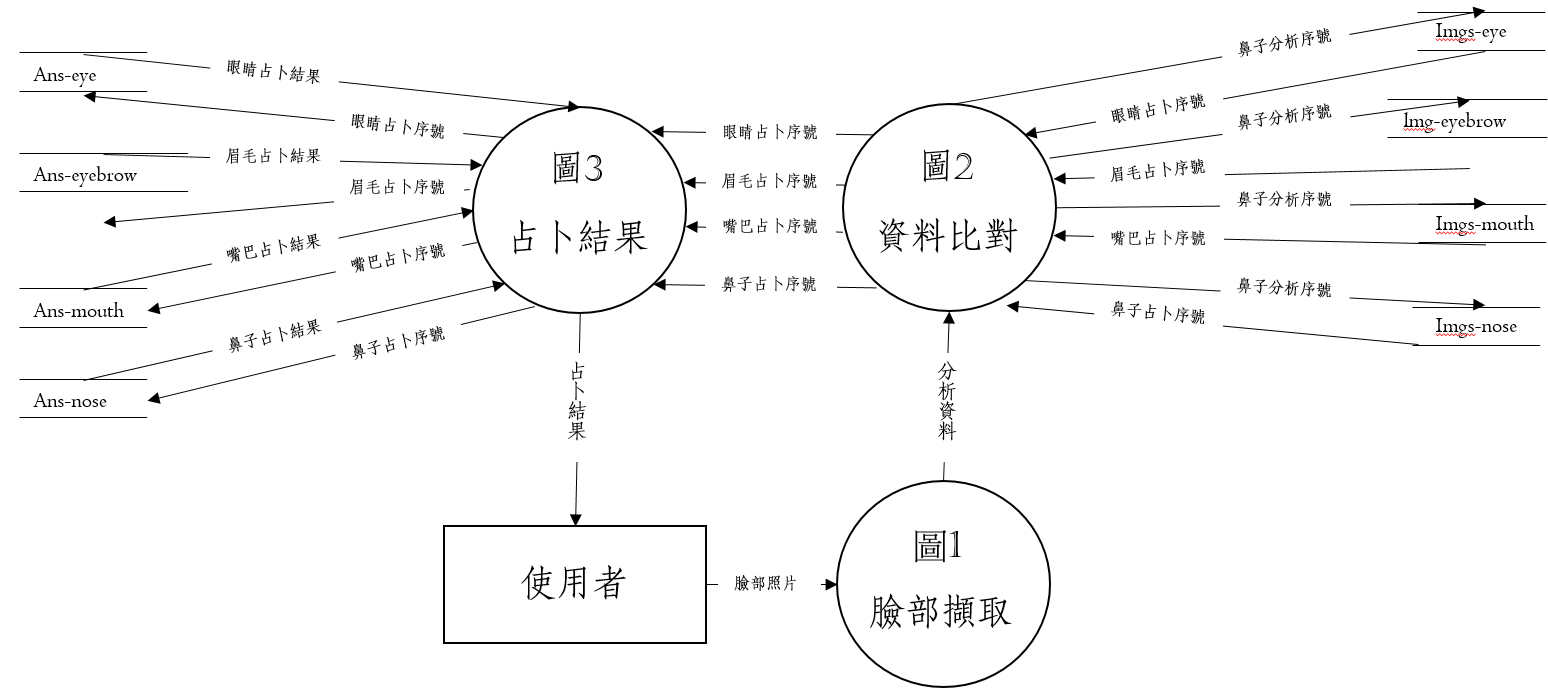 Ans-eye
眼睛占卜結果
眼睛占卜序號
Ans-eyebrow
眉毛占卜結果
眉毛占卜序號
Ans-mouth
嘴巴占卜結果
嘴巴占卜序號
Ans-nose
鼻子占卜結果
鼻子占卜序號
圖3
占卜結果
眼睛占卜序號
眉毛占卜序號
嘴巴占卜序號
鼻子占卜序號
圖2
資料比對
鼻子分析序號
Imgs-eye
眼睛占卜序號
鼻子分析序號
Img-eyebrow
眉毛占卜序號
鼻子分析序號
Imgs-mouth
嘴巴占卜序號
鼻子分析序號
Imgs-nose
鼻子占卜序號
占卜結果
分析資料
使用者
臉部照片
圖1
臉部擷取